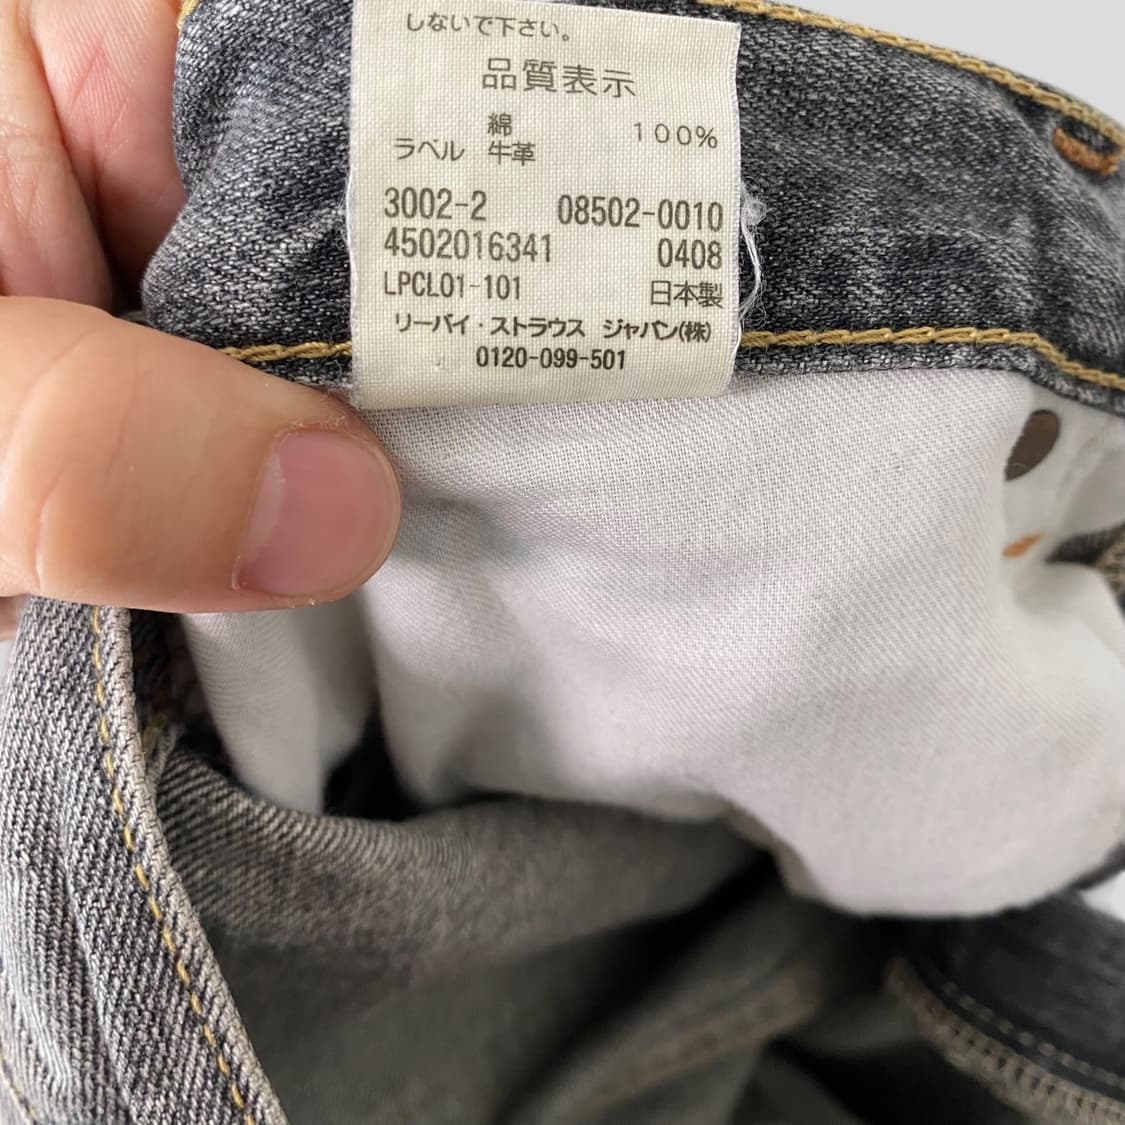 しないで下さい。
品質表示
綿 100%
ラベル 牛革
3002-2 08502-0010
4502016341 0408
LPCL01-101 日本製
リーバイ・ストラウス ジャパン(株)
0120-099-501